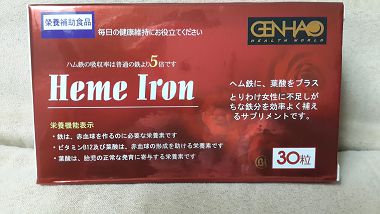 栄養補助食品
GENHAO
HEALTH WORLD
毎日の健康維持にお役立てください
ヘム鉄の吸収率は普通の鉄より5倍です
Heme Iron
ヘム鉄に、葉酸をプラス
とりわけ女性に不足しが
ちな鉄分を効率よく補え
るサプリメントです。
栄養機能表示
・鉄は、赤血球を作るのに必要な栄養素です
・ビタミンB12及び葉酸は、赤血球の形成を助ける栄養素です
・葉酸は、胎児の正常な発育に寄与する栄養素です
30粒